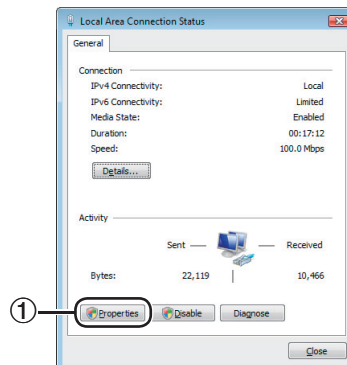 Local Area Connection Status
General
Connection
IPv4 Connectivity: Local
IPv6 Connectivity: Limited
Media State: Enabled
Duration: 00:17:12
Speed: 100.0 Mbps
Details...
Activity
Sent — — Received
Bytes: 22,119 | 10,466
① Properties Disable Diagnose
Close